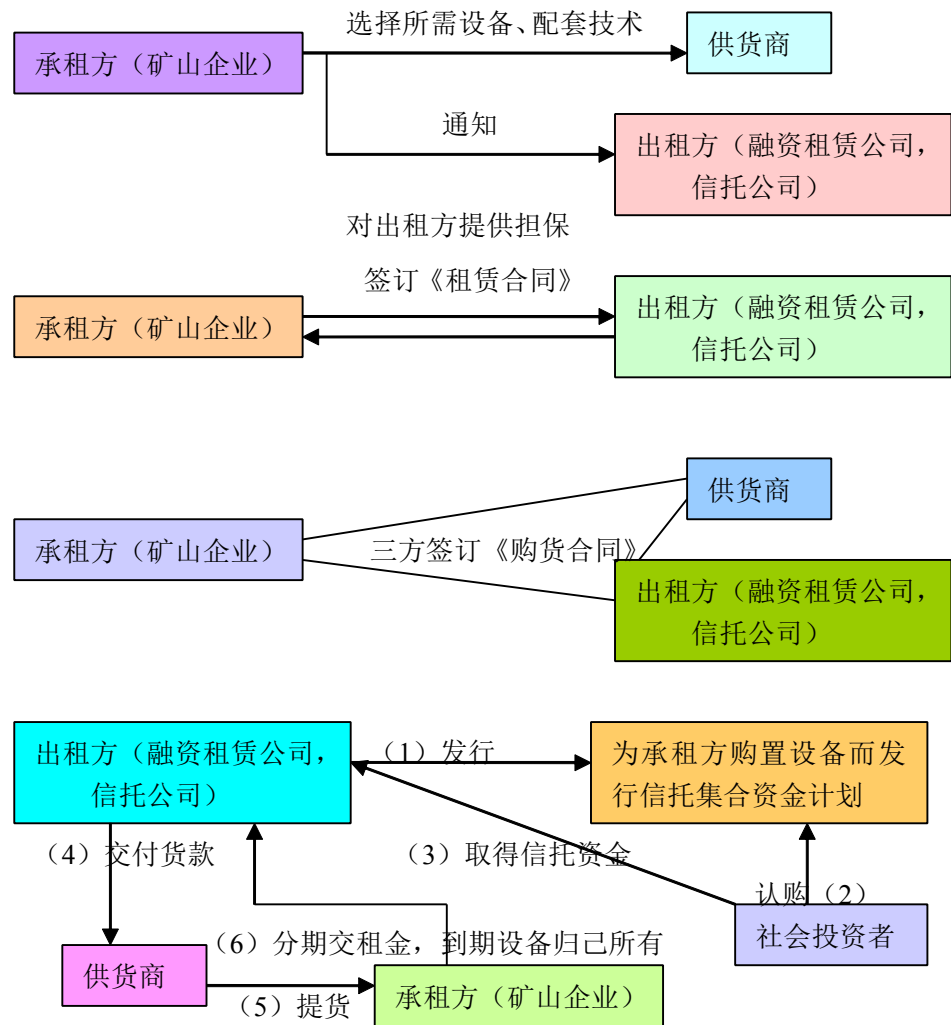 选择所需设备、配套技术
承租方（矿山企业）
供货商
通知
出租方（融资租赁公司，
信托公司）
对出租方提供担保
签订《租赁合同》
承租方（矿山企业）
出租方（融资租赁公司，
信托公司）
供货商
承租方（矿山企业）
三方签订《购货合同》
出租方（融资租赁公司，
信托公司）
出租方（融资租赁公司，
信托公司）
（1）发行
为承租方购置设备而发
行信托集合资金计划
（4）交付货款
（3）取得信托资金
认购（2）
社会投资者
（6）分期交租金，到期设备归己所有
供货商
（5）提货
承租方（矿山企业）